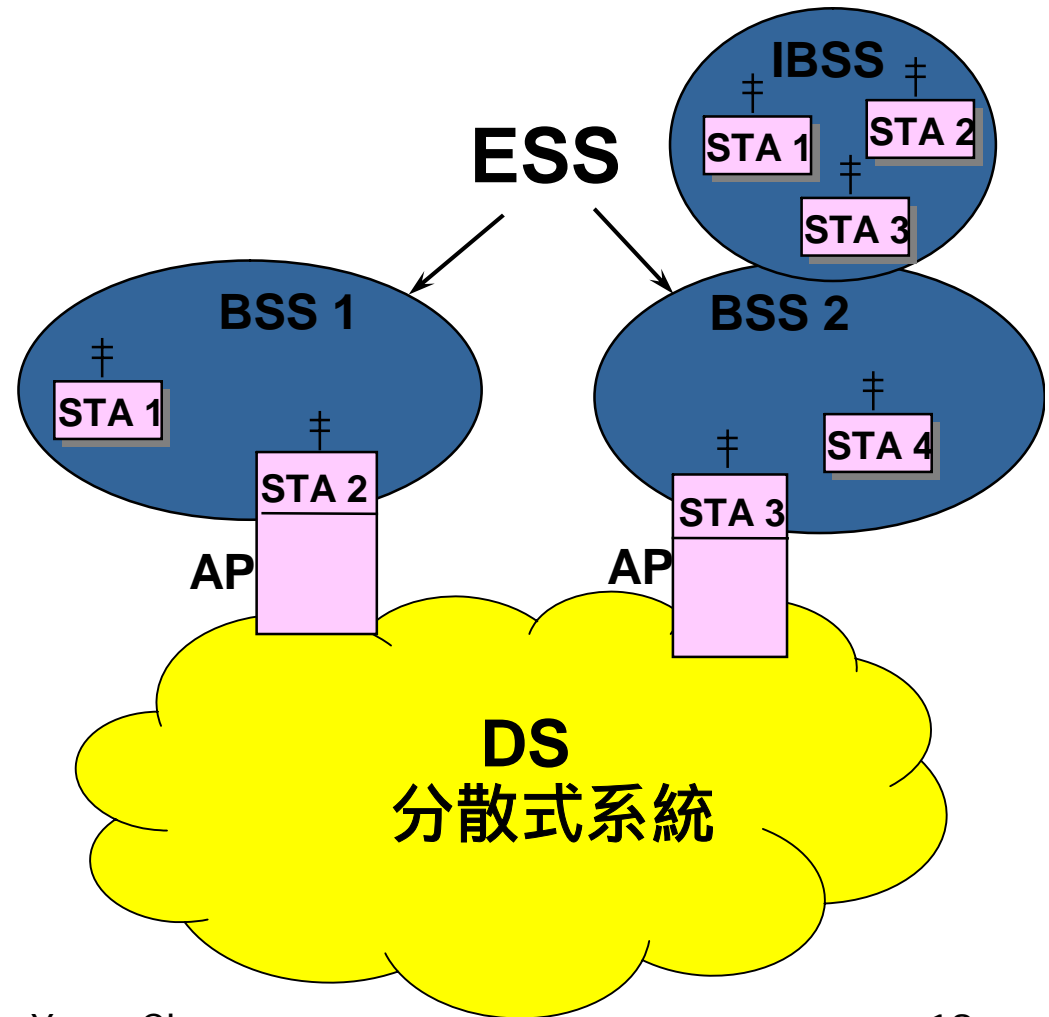 IBSS
STA 1
STA 2
STA 3
ESS
BSS 1
BSS 2
STA 1
STA 2
STA 3
STA 4
AP
AP
DS
分散式系統